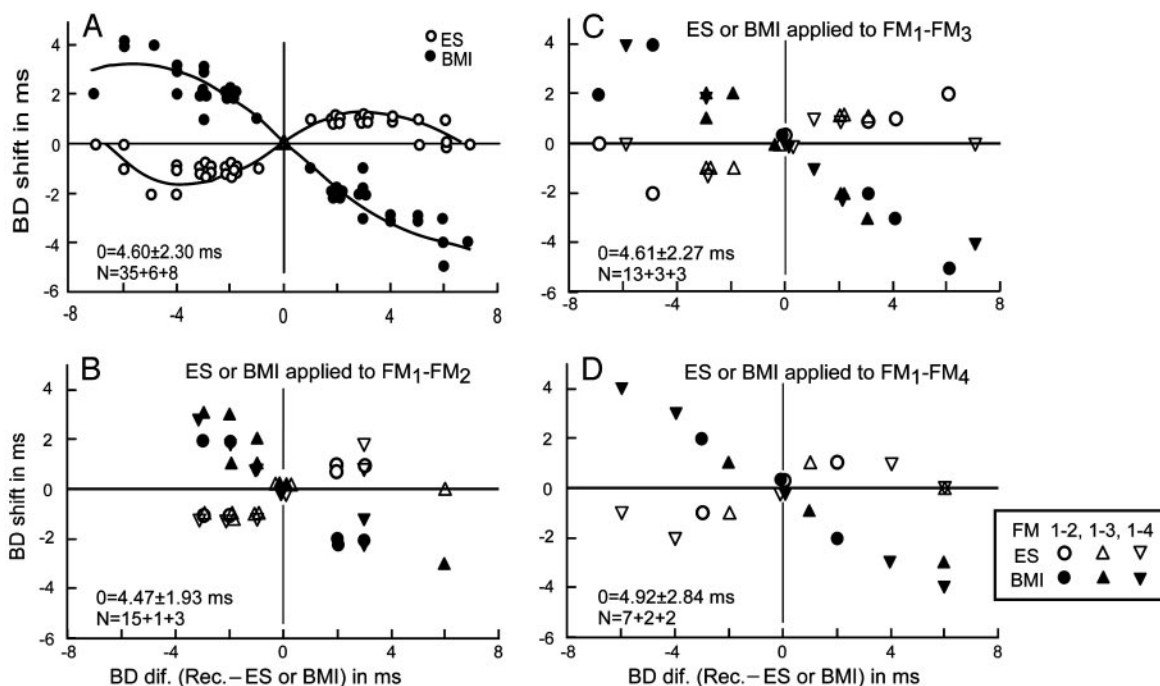 A
ES
BMI
BD shift in ms
4
2
0
-2
-4
-6
0=4.60±2.30 ms
N=35+6+8
-8
-4
0
4
8
C
ES or BMI applied to FM1-FM3
4
2
0
-2
-4
-6
0=4.61±2.27 ms
N=13+3+3
-8
-4
0
4
8
B
ES or BMI applied to FM1-FM2
BD shift in ms
4
2
0
-2
-4
-6
0=4.47±1.93 ms
N=15+1+3
-8
-4
0
4
8
BD dif. (Rec.–ES or BMI) in ms
D
ES or BMI applied to FM1-FM4
4
2
0
-2
-4
-6
0=4.92±2.84 ms
N=7+2+2
-8
-4
0
4
8
BD dif. (Rec.–ES or BMI) in ms
FM 1-2, 1-3, 1-4
ES
BMI